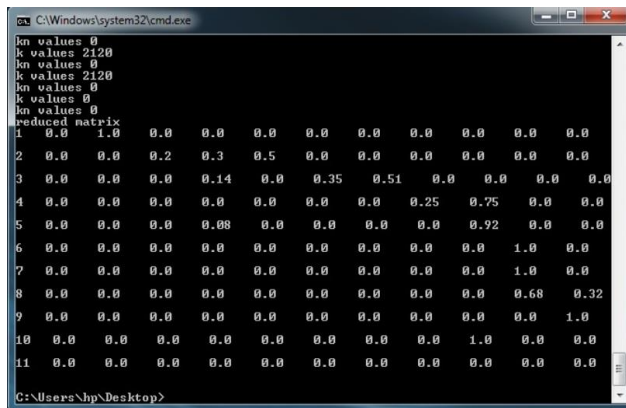 C:\Windows\system32\cmd.exe
kn values 0
k values 2120
kn values 0
k values 2120
kn values 0
k values 0
kn values 0
reduced matrix
1 0.0 1.0 0.0 0.0 0.0 0.0 0.0 0.0 0.0 0.0 0.0
2 0.0 0.0 0.2 0.3 0.5 0.0 0.0 0.0 0.0 0.0 0.0
3 0.0 0.0 0.0 0.14 0.0 0.35 0.51 0.0 0.0 0.0 0.0
4 0.0 0.0 0.0 0.0 0.0 0.0 0.0 0.25 0.75 0.0 0.0
5 0.0 0.0 0.0 0.08 0.0 0.0 0.0 0.0 0.92 0.0 0.0
6 0.0 0.0 0.0 0.0 0.0 0.0 0.0 0.0 0.0 1.0 0.0
7 0.0 0.0 0.0 0.0 0.0 0.0 0.0 0.0 0.0 1.0 0.0
8 0.0 0.0 0.0 0.0 0.0 0.0 0.0 0.0 0.0 0.68 0.32
9 0.0 0.0 0.0 0.0 0.0 0.0 0.0 0.0 0.0 0.0 1.0
10 0.0 0.0 0.0 0.0 0.0 0.0 0.0 0.0 1.0 0.0 0.0
11 0.0 0.0 0.0 0.0 0.0 0.0 0.0 0.0 0.0 0.0 0.0
C:\Users\hp\Desktop>